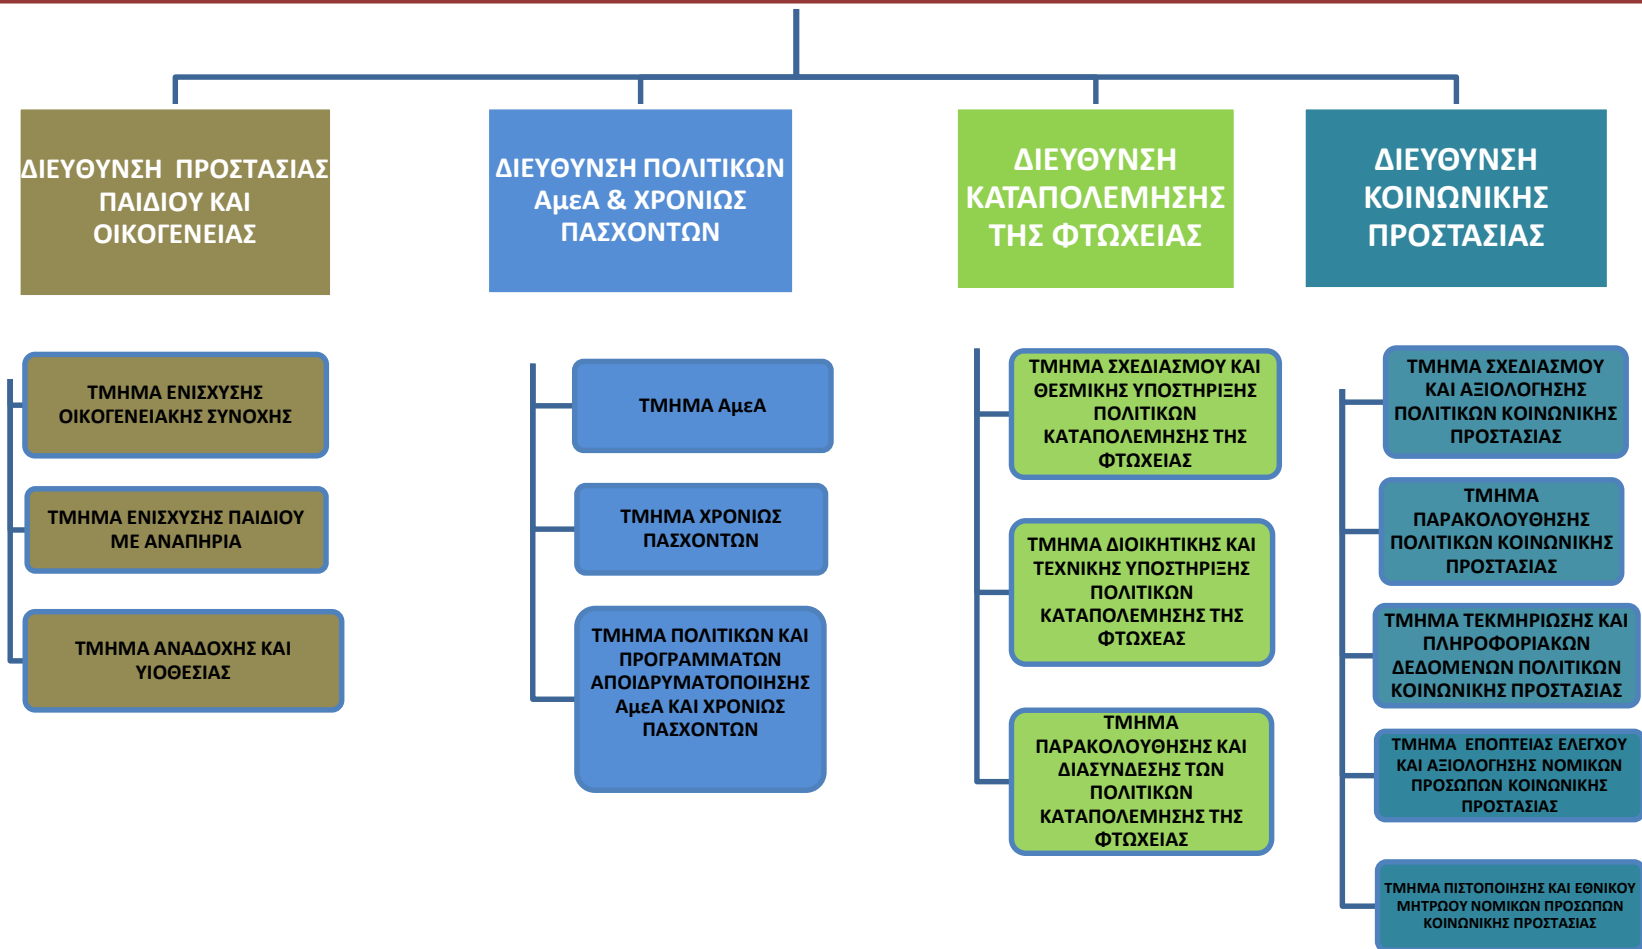 ΔΙΕΥΘΥΝΣΗ ΠΡΟΣΤΑΣΙΑΣ
ΠΑΙΔΙΟΥ ΚΑΙ
ΟΙΚΟΓΕΝΕΙΑΣ
ΤΜΗΜΑ ΕΝΙΣΧΥΣΗΣ
ΟΙΚΟΓΕΝΕΙΑΚΗΣ ΣΥΝΟΧΗΣ
ΤΜΗΜΑ ΕΝΙΣΧΥΣΗΣ ΠΑΙΔΙΟΥ
ΜΕ ΑΝΑΠΗΡΙΑ
ΤΜΗΜΑ ΑΝΑΔΟΧΗΣ ΚΑΙ
ΥΙΟΘΕΣΙΑΣ
ΔΙΕΥΘΥΝΣΗ ΠΟΛΙΤΙΚΩΝ
ΑμεΑ & ΧΡΟΝΙΩΣ
ΠΑΣΧΟΝΤΩΝ
ΤΜΗΜΑ ΑμεΑ
ΤΜΗΜΑ ΧΡΟΝΙΩΣ
ΠΑΣΧΟΝΤΩΝ
ΤΜΗΜΑ ΠΟΛΙΤΙΚΩΝ ΚΑΙ
ΠΡΟΓΡΑΜΜΑΤΩΝ
ΑΠΟΙΔΡΥΜΑΤΟΠΟΙΗΣΗΣ
ΑμεΑ ΚΑΙ ΧΡΟΝΙΩΣ
ΠΑΣΧΟΝΤΩΝ
ΔΙΕΥΘΥΝΣΗ
ΚΑΤΑΠΟΛΕΜΗΣΗΣ
ΤΗΣ ΦΤΩΧΕΙΑΣ
ΤΜΗΜΑ ΣΧΕΔΙΑΣΜΟΥ ΚΑΙ
ΘΕΣΜΙΚΗΣ ΥΠΟΣΤΗΡΙΞΗΣ
ΠΟΛΙΤΙΚΩΝ
ΚΑΤΑΠΟΛΕΜΗΣΗΣ ΤΗΣ
ΦΤΩΧΕΙΑΣ
ΤΜΗΜΑ ΔΙΟΙΚΗΤΙΚΗΣ ΚΑΙ
ΤΕΧΝΙΚΗΣ ΥΠΟΣΤΗΡΙΞΗΣ
ΠΟΛΙΤΙΚΩΝ
ΚΑΤΑΠΟΛΕΜΗΣΗΣ ΤΗΣ
ΦΤΩΧΕΑΣ
ΤΜΗΜΑ
ΠΑΡΑΚΟΛΟΥΘΗΣΗΣ ΚΑΙ
ΔΙΑΣΥΝΔΕΣΗΣ ΤΩΝ
ΠΟΛΙΤΙΚΩΝ
ΚΑΤΑΠΟΛΕΜΗΣΗΣ ΤΗΣ
ΦΤΩΧΕΙΑΣ
ΔΙΕΥΘΥΝΣΗ
ΚΟΙΝΩΝΙΚΗΣ
ΠΡΟΣΤΑΣΙΑΣ
ΤΜΗΜΑ ΣΧΕΔΙΑΣΜΟΥ
ΚΑΙ ΑΞΙΟΛΟΓΗΣΗΣ
ΠΟΛΙΤΙΚΩΝ ΚΟΙΝΩΝΙΚΗΣ
ΠΡΟΣΤΑΣΙΑΣ
ΤΜΗΜΑ
ΠΑΡΑΚΟΛΟΥΘΗΣΗΣ
ΠΟΛΙΤΙΚΩΝ ΚΟΙΝΩΝΙΚΗΣ
ΠΡΟΣΤΑΣΙΑΣ
ΤΜΗΜΑ ΤΕΚΜΗΡΙΩΣΗΣ ΚΑΙ
ΠΛΗΡΟΦΟΡΙΑΚΩΝ
ΔΕΔΟΜΕΝΩΝ ΠΟΛΙΤΙΚΩΝ
ΚΟΙΝΩΝΙΚΗΣ ΠΡΟΣΤΑΣΙΑΣ
ΤΜΗΜΑ ΕΠΟΠΤΕΙΑΣ ΕΛΕΓΧΟΥ
ΚΑΙ ΑΞΙΟΛΟΓΗΣΗΣ ΝΟΜΙΚΩΝ
ΠΡΟΣΩΠΩΝ ΚΟΙΝΩΝΙΚΗΣ
ΠΡΟΣΤΑΣΙΑΣ
ΤΜΗΜΑ ΠΙΣΤΟΠΟΙΗΣΗΣ ΚΑΙ ΕΘΝΙΚΟΥ
ΜΗΤΡΩΟΥ ΝΟΜΙΚΩΝ ΠΡΟΣΩΠΩΝ
ΚΟΙΝΩΝΙΚΗΣ ΠΡΟΣΤΑΣΙΑΣ